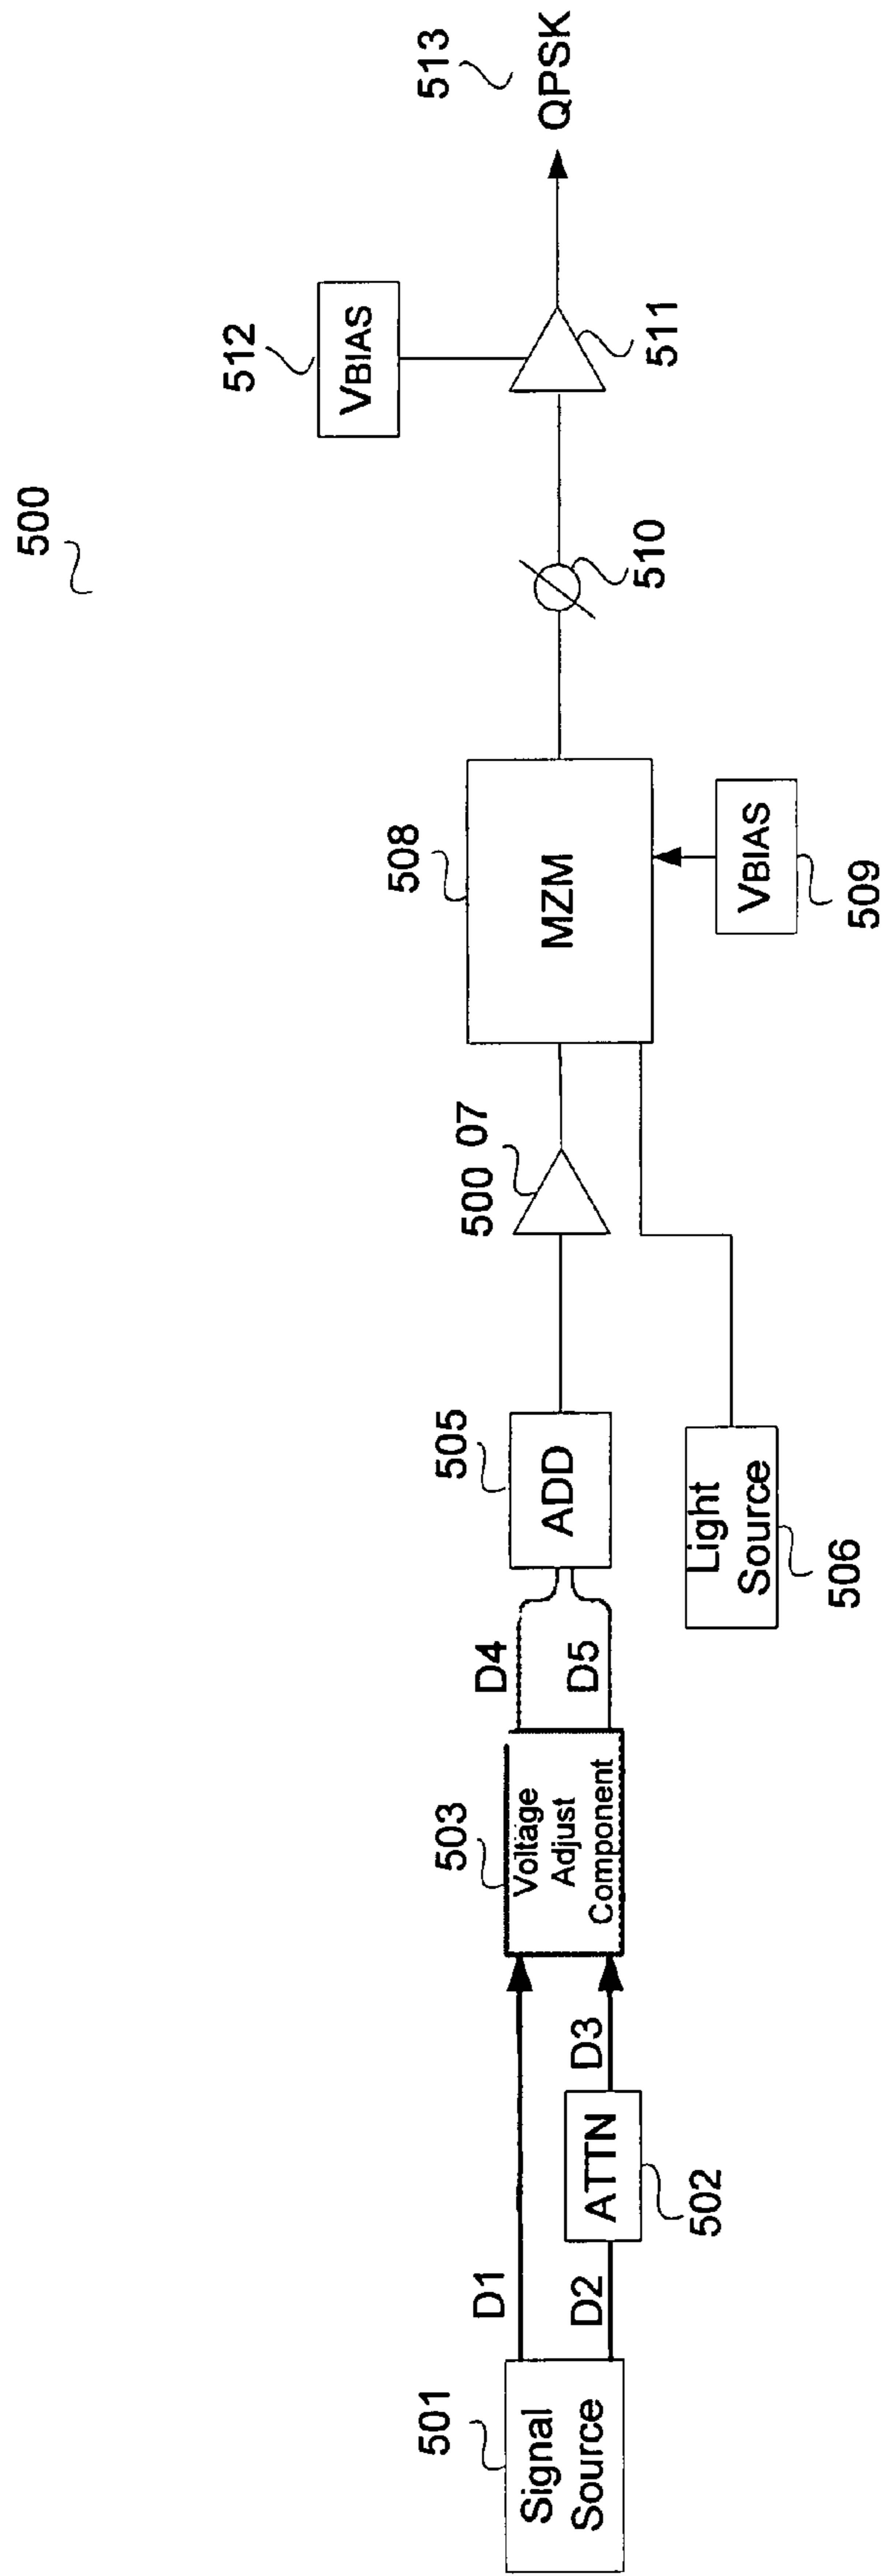 500
501
Signal
Source
D1
D2
ATTN
502
D3
503
Voltage
Adjust
Component
D4
D5
505
ADD
Light
Source
506
500 07
508
MZM
VBIAS
509
510
512
VBIAS
511
513
QPSK